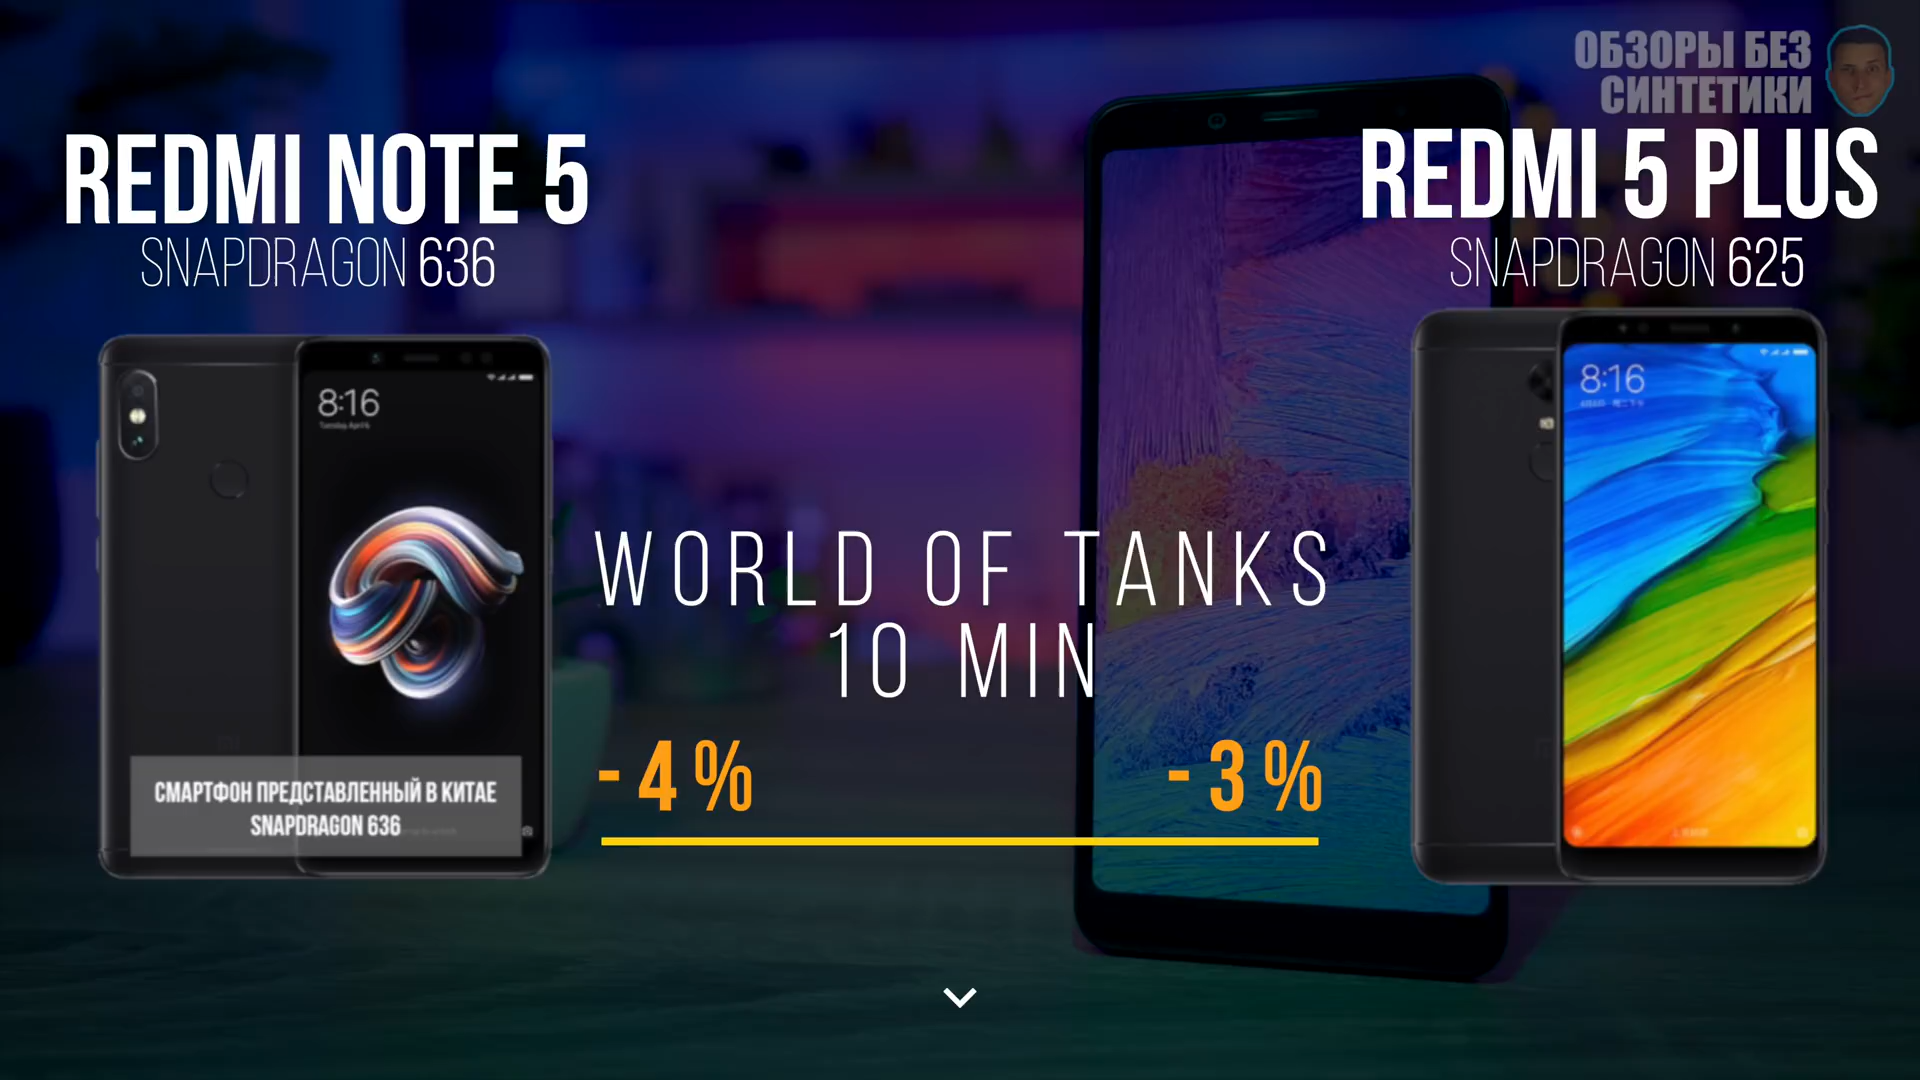 ОБЗОРЫ БЕЗ
СИНТЕТИКИ
REDMI NOTE 5
SNAPDRAGON 636
REDMI 5 PLUS
SNAPDRAGON 625
8:16
8:16
WORLD OF TANKS
10 MIN
- 4 %
- 3 %
СМАРТФОН ПРЕДСТАВЛЕННЫЙ В КИТАЕ
SNAPDRAGON 636